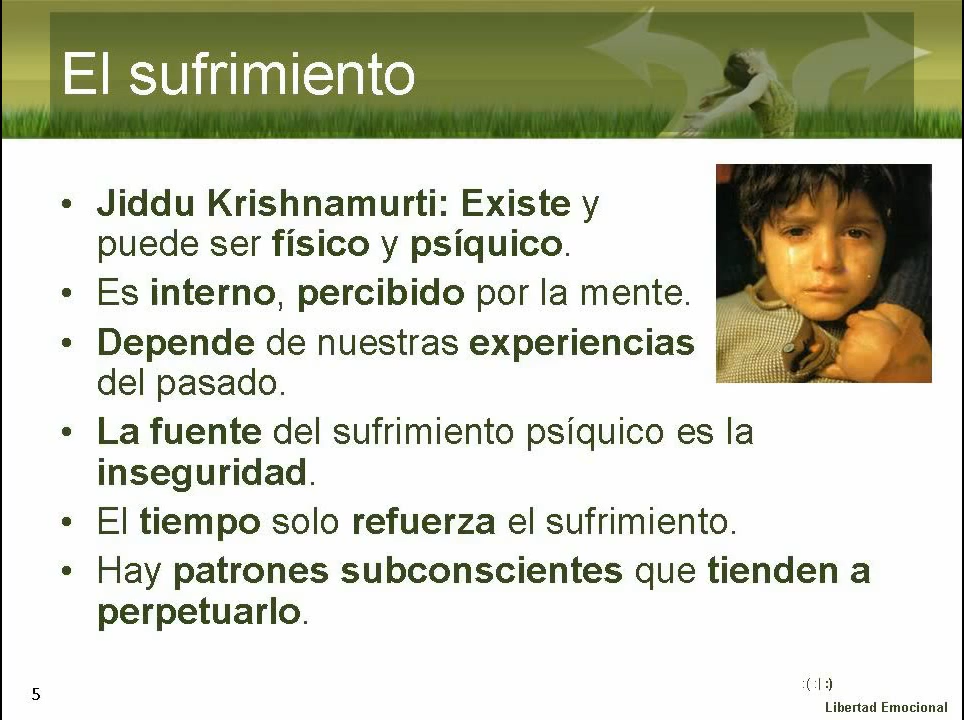 El sufrimiento
• Jiddu Krishnamurti: Existe y
puede ser físico y psíquico.
• Es interno, percibido por la mente.
• Depende de nuestras experiencias
del pasado.
• La fuente del sufrimiento psíquico es la
inseguridad.
• El tiempo solo refuerza el sufrimiento.
• Hay patrones subconscientes que tienden a
perpetuarlo.
5
:( :| :)
Libertad Emocional